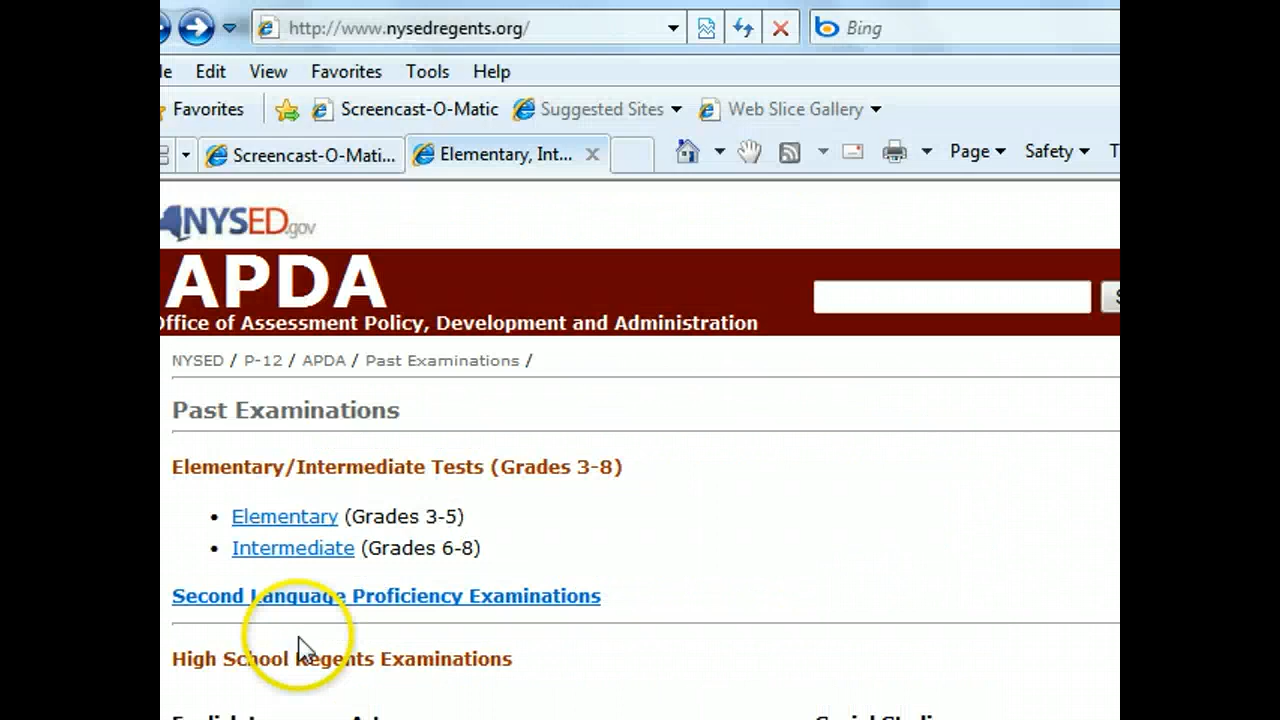 http://www.nysedregents.org/ Bing
le Edit View Favorites Tools Help
Favorites Screencast-O-Matic Suggested Sites Web Slice Gallery
Screencast-O-Mati... Elementary, Int... Page Safety T
NYSED.gov
APDA
Office of Assessment Policy, Development and Administration S
NYSED / P-12 / APDA / Past Examinations /
Past Examinations
Elementary/Intermediate Tests (Grades 3-8)
• Elementary (Grades 3-5)
• Intermediate (Grades 6-8)
Second Language Proficiency Examinations
High School Regents Examinations